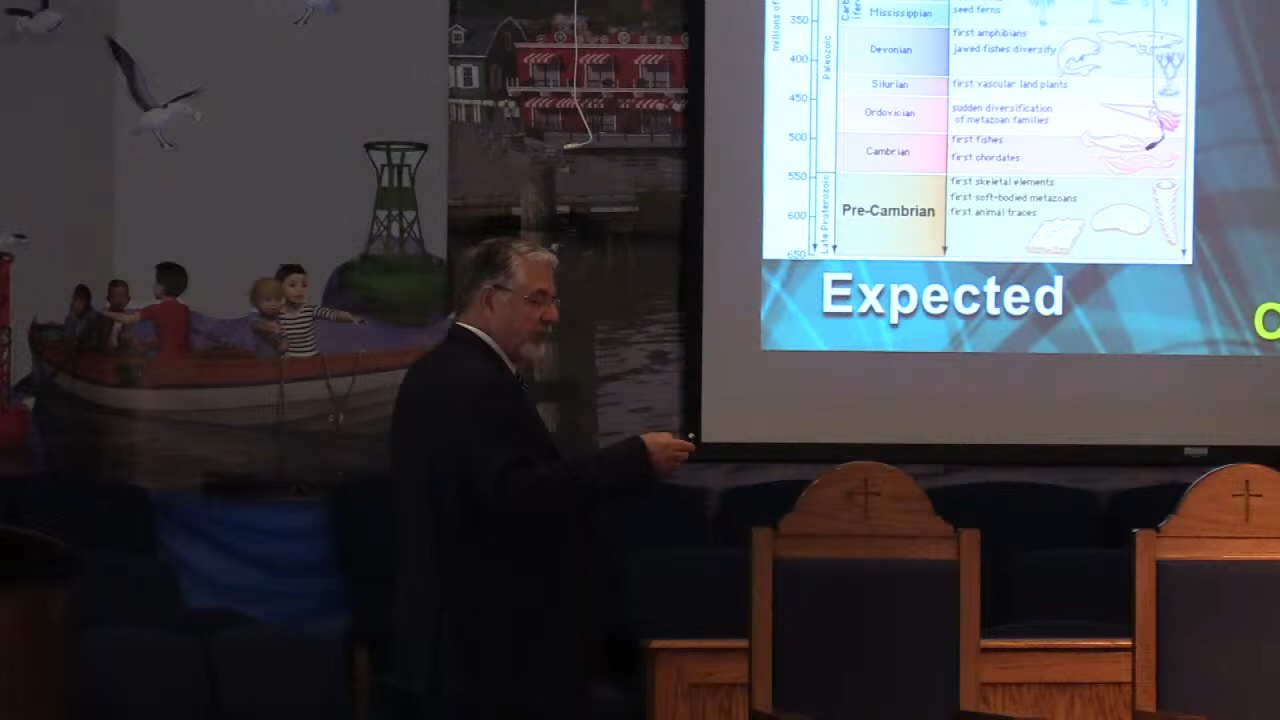 millions of
350
400
450
500
550
600
650
Paleozoic
Late Proterozoic
Mississippian
seed ferns
Devonian
first amphibians
jawed fishes diversify
Silurian
first vascular land plants
Ordovician
sudden diversification
of metazoan families
Cambrian
first fishes
first chordates
Pre-Cambrian
first skeletal elements
first soft-bodied metazoans
first animal traces
Expected